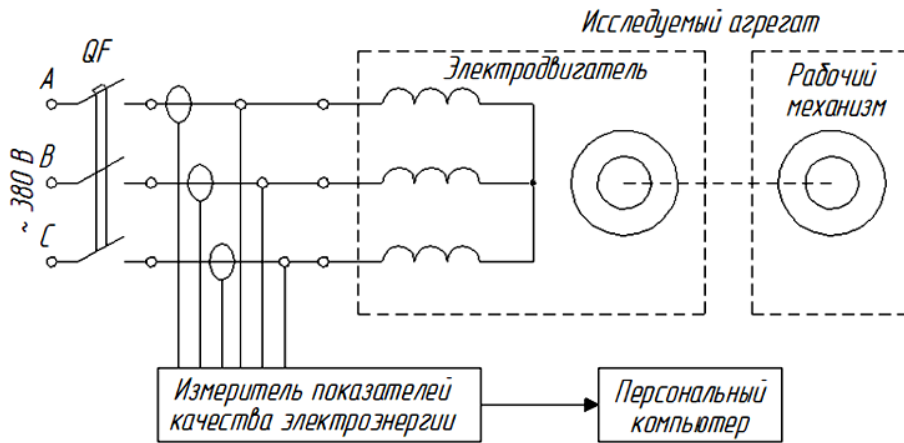 Исследуемый агрегат
QF
Электродвигатель
Рабочий
механизм
A
B
C
~ 380 В
Измеритель показателей
качества электроэнергии
Персональный
компьютер